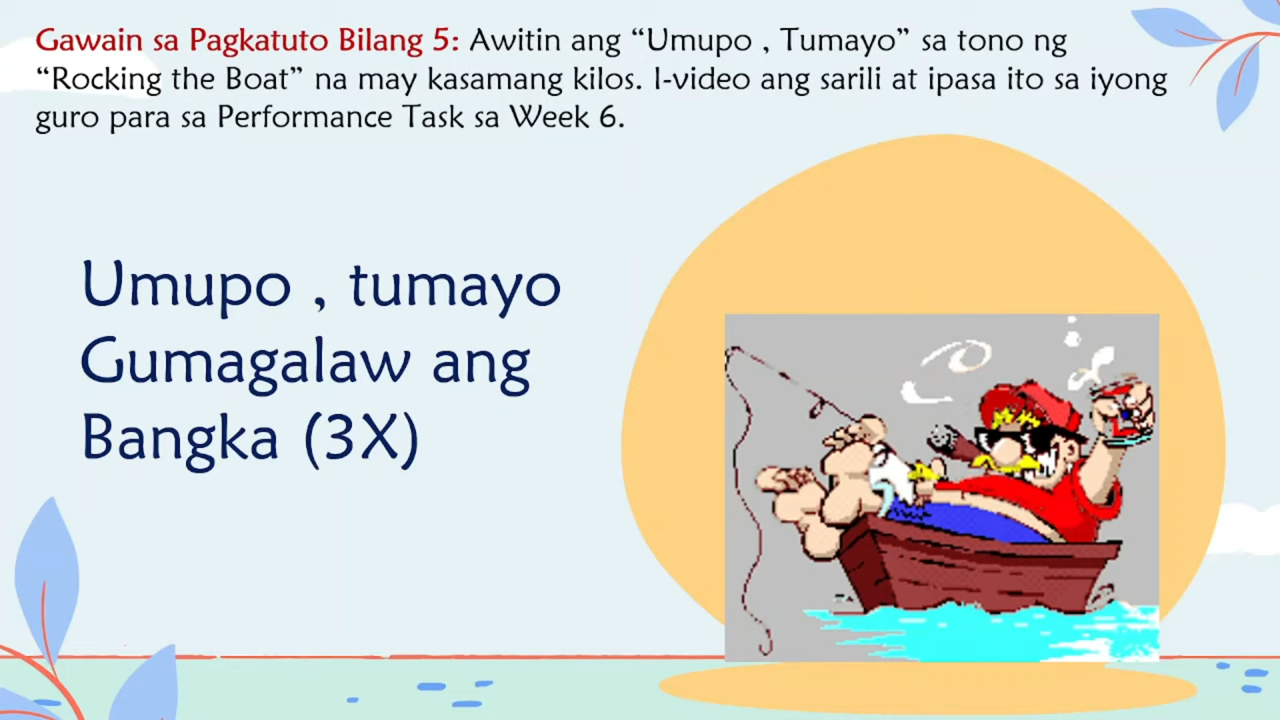 Gawain sa Pagkatuto Bilang 5: Awitin ang “Umupo , Tumayo” sa tono ng
“Rocking the Boat” na may kasamang kilos. I-video ang sarili at ipasa ito sa iyong
guro para sa Performance Task sa Week 6.
Umupo , tumayo
Gumagalaw ang
Bangka (3X)